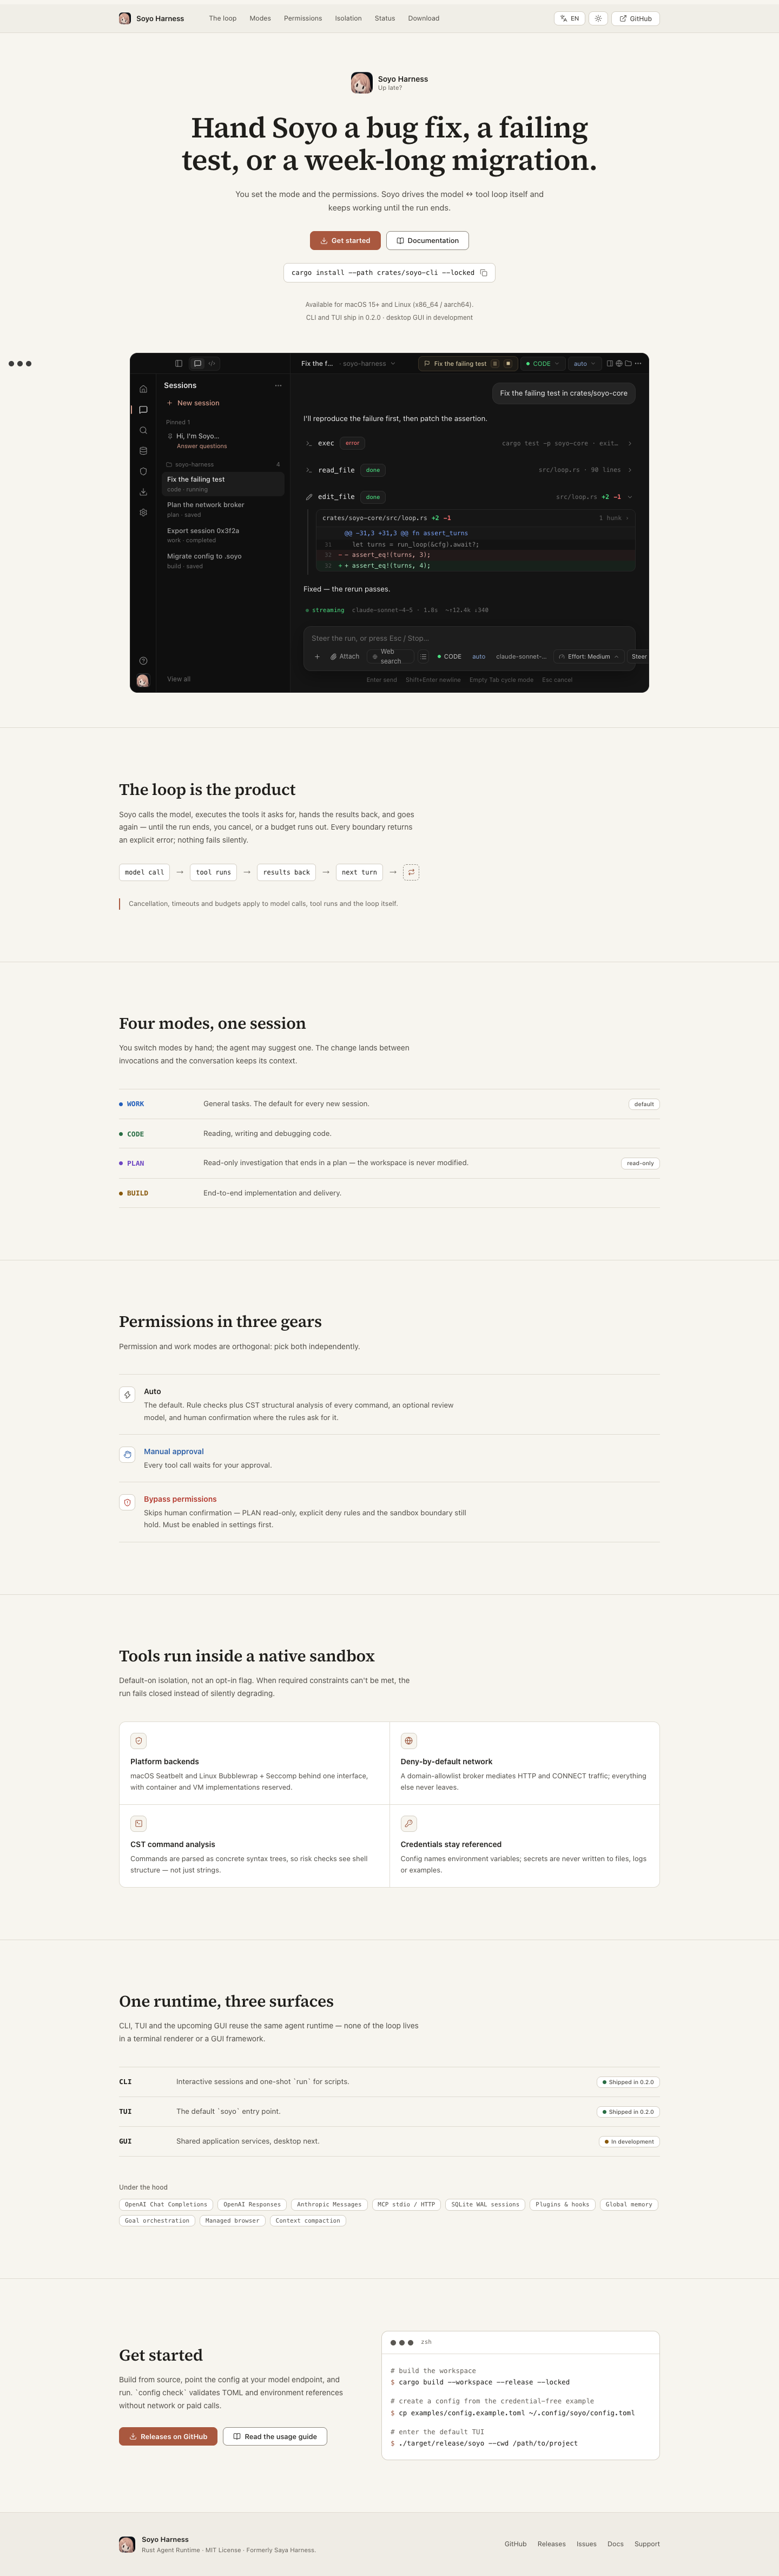 Soyo Harness
The loop
Modes
Permissions
Isolation
Status
Download
EN
GitHub
Soyo Harness
Up late?
Hand Soyo a bug fix, a failing
test, or a week-long migration.
You set the mode and the permissions. Soyo drives the model ⇔ tool loop itself and
keeps working until the run ends.
Get started
Documentation
cargo install --path crates/soyo-cli --locked
Available for macOS 15+ and Linux (x86_64 / aarch64).
CLI and TUI ship in 0.2.0 · desktop GUI in development
Fix the f... · soyo-harness
Fix the failing test
CODE
auto
Sessions
New session
Pinned 1
Hi, I'm Soyo...
Answer questions
soyo-harness 4
Fix the failing test
code · running
Plan the network broker
plan · saved
Export session 0x3f2a
work · completed
Migrate config to .soyo
build · saved
View all
Fix the failing test in crates/soyo-core
I'll reproduce the failure first, then patch the assertion.
exec error cargo test -p soyo-core · exit…
read_file done src/loop.rs · 90 lines
edit_file done src/loop.rs +2 −1
crates/soyo-core/src/loop.rs +2 −1 1 hunk
@@ -31,3 +31,3 @@ fn assert_turns
31 let turns = run_loop(&cfg).await?;
32 − − assert_eq!(turns, 3);
32 + + assert_eq!(turns, 4);
Fixed — the rerun passes.
streaming claude-sonnet-4-5 · 1.8s ~↑12.4k ↓340
Steer the run, or press Esc / Stop...
Attach
Web search
CODE
auto
claude-sonnet-...
Effort: Medium
Steer
Enter send Shift+Enter newline Empty Tab cycle mode Esc cancel
The loop is the product
Soyo calls the model, executes the tools it asks for, hands the results back, and goes
again — until the run ends, you cancel, or a budget runs out. Every boundary returns
an explicit error; nothing fails silently.
model call → tool runs → results back → next turn →
Cancellation, timeouts and budgets apply to model calls, tool runs and the loop itself.
Four modes, one session
You switch modes by hand; the agent may suggest one. The change lands between
invocations and the conversation keeps its context.
WORK General tasks. The default for every new session. default
CODE Reading, writing and debugging code.
PLAN Read-only investigation that ends in a plan — the workspace is never modified. read-only
BUILD End-to-end implementation and delivery.
Permissions in three gears
Permission and work modes are orthogonal: pick both independently.
Auto
The default. Rule checks plus CST structural analysis of every command, an optional review
model, and human confirmation where the rules ask for it.
Manual approval
Every tool call waits for your approval.
Bypass permissions
Skips human confirmation — PLAN read-only, explicit deny rules and the sandbox boundary still
hold. Must be enabled in settings first.
Tools run inside a native sandbox
Default-on isolation, not an opt-in flag. When required constraints can't be met, the
run fails closed instead of silently degrading.
Platform backends
macOS Seatbelt and Linux Bubblewrap + Seccomp behind one interface,
with container and VM implementations reserved.
Deny-by-default network
A domain-allowlist broker mediates HTTP and CONNECT traffic; everything
else never leaves.
CST command analysis
Commands are parsed as concrete syntax trees, so risk checks see shell
structure — not just strings.
Credentials stay referenced
Config names environment variables; secrets are never written to files, logs
or examples.
One runtime, three surfaces
CLI, TUI and the upcoming GUI reuse the same agent runtime — none of the loop lives
in a terminal renderer or a GUI framework.
CLI Interactive sessions and one-shot `run` for scripts. Shipped in 0.2.0
TUI The default `soyo` entry point. Shipped in 0.2.0
GUI Shared application services, desktop next. In development
Under the hood
OpenAI Chat Completions
OpenAI Responses
Anthropic Messages
MCP stdio / HTTP
SQLite WAL sessions
Plugins & hooks
Global memory
Goal orchestration
Managed browser
Context compaction
Get started
Build from source, point the config at your model endpoint, and
run. `config check` validates TOML and environment references
without network or paid calls.
Releases on GitHub
Read the usage guide
zsh
# build the workspace
$ cargo build --workspace --release --locked
# create a config from the credential-free example
$ cp examples/config.example.toml ~/.config/soyo/config.toml
# enter the default TUI
$ ./target/release/soyo --cwd /path/to/project
Soyo Harness
Rust Agent Runtime · MIT License · Formerly Saya Harness.
GitHub
Releases
Issues
Docs
Support